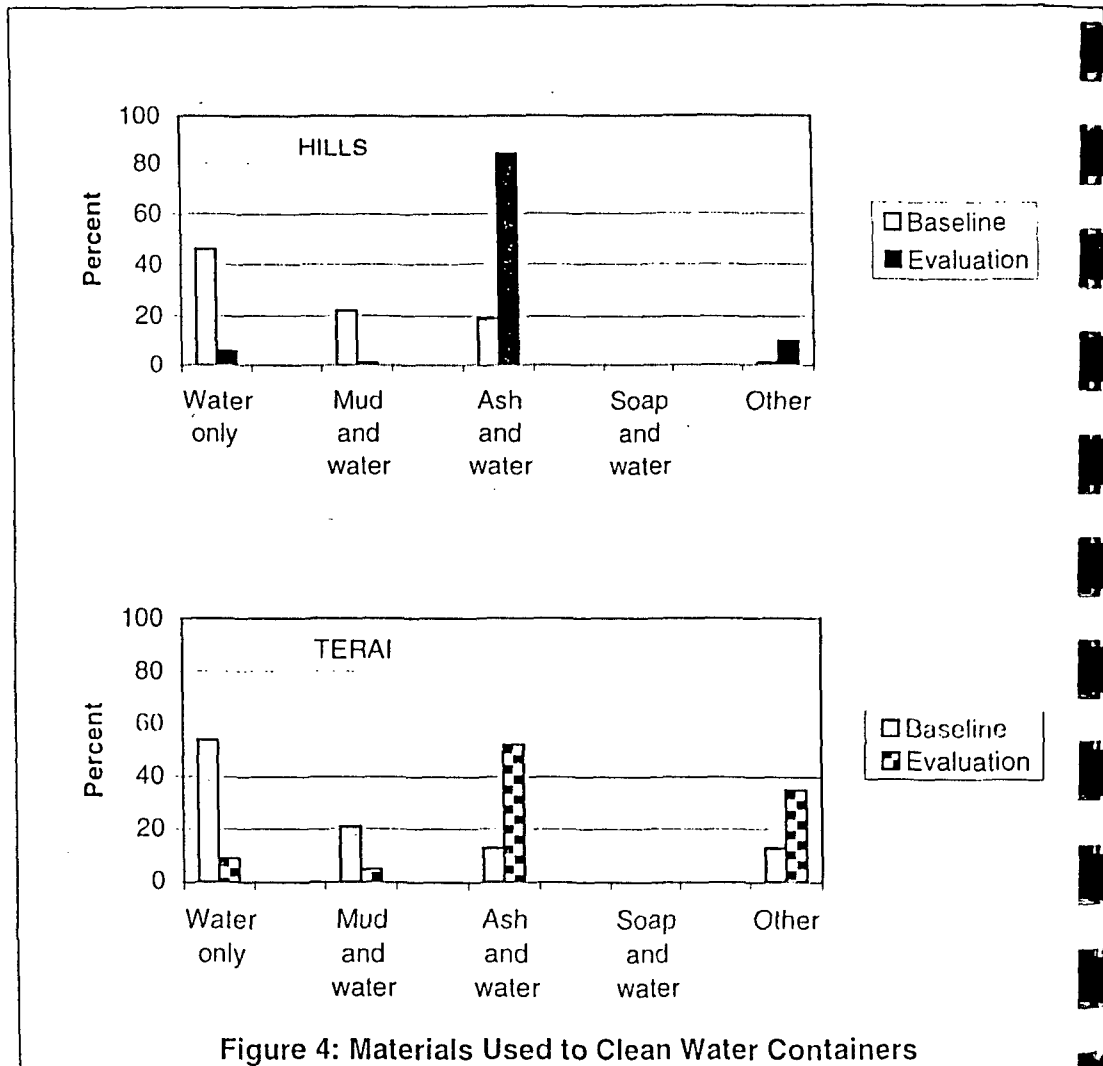 HILLS
Percent
100
80
60
40
20
0
Water only
Mud and water
Ash and water
Soap and water
Other
Baseline
Evaluation
TERAI
Percent
100
80
60
40
20
0
Water only
Mud and water
Ash and water
Soap and water
Other
Baseline
Evaluation
Figure 4: Materials Used to Clean Water Containers